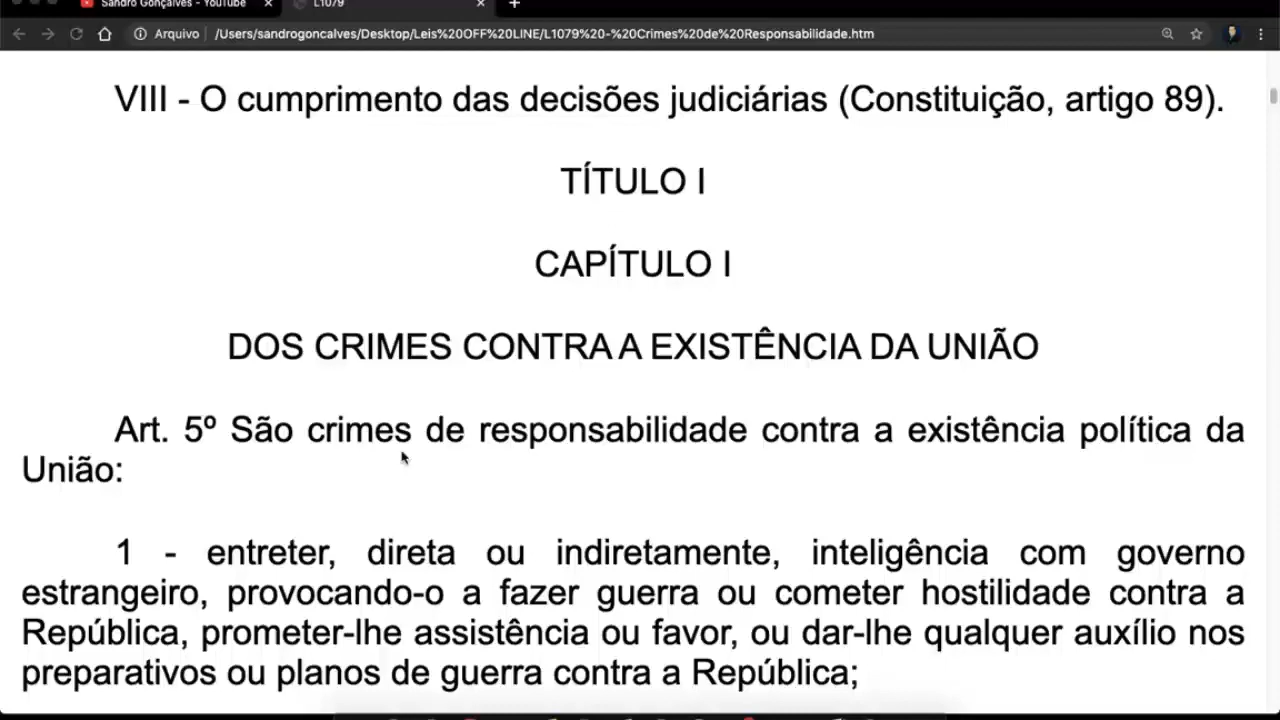 Sandro Gonçalves - YouTube
L1079
Arquivo /Users/sandrogoncalves/Desktop/Leis%20OFF%20LINE/L1079%20-%20Crimes%20de%20Responsabilidade.htm
VIII - O cumprimento das decisões judiciárias (Constituição, artigo 89).
TÍTULO I
CAPÍTULO I
DOS CRIMES CONTRA A EXISTÊNCIA DA UNIÃO
Art. 5º São crimes de responsabilidade contra a existência política da
União:
1 - entreter, direta ou indiretamente, inteligência com governo
estrangeiro, provocando-o a fazer guerra ou cometer hostilidade contra a
República, prometer-lhe assistência ou favor, ou dar-lhe qualquer auxílio nos
preparativos ou planos de guerra contra a República;